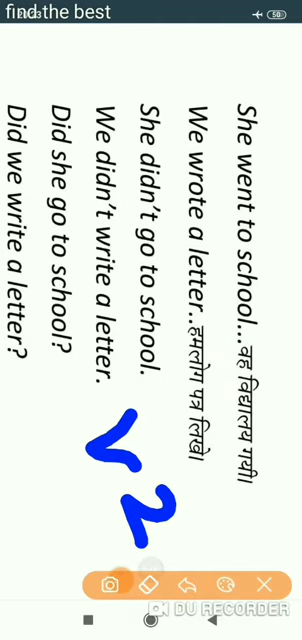 find the best
50
She went to school...वह विद्यालय गयी।
We wrote a letter..हमलोग पत्र लिखे।
She didn't go to school.
We didn't write a letter.
Did she go to school?
Did we write a letter?
V2
DU RECORDER